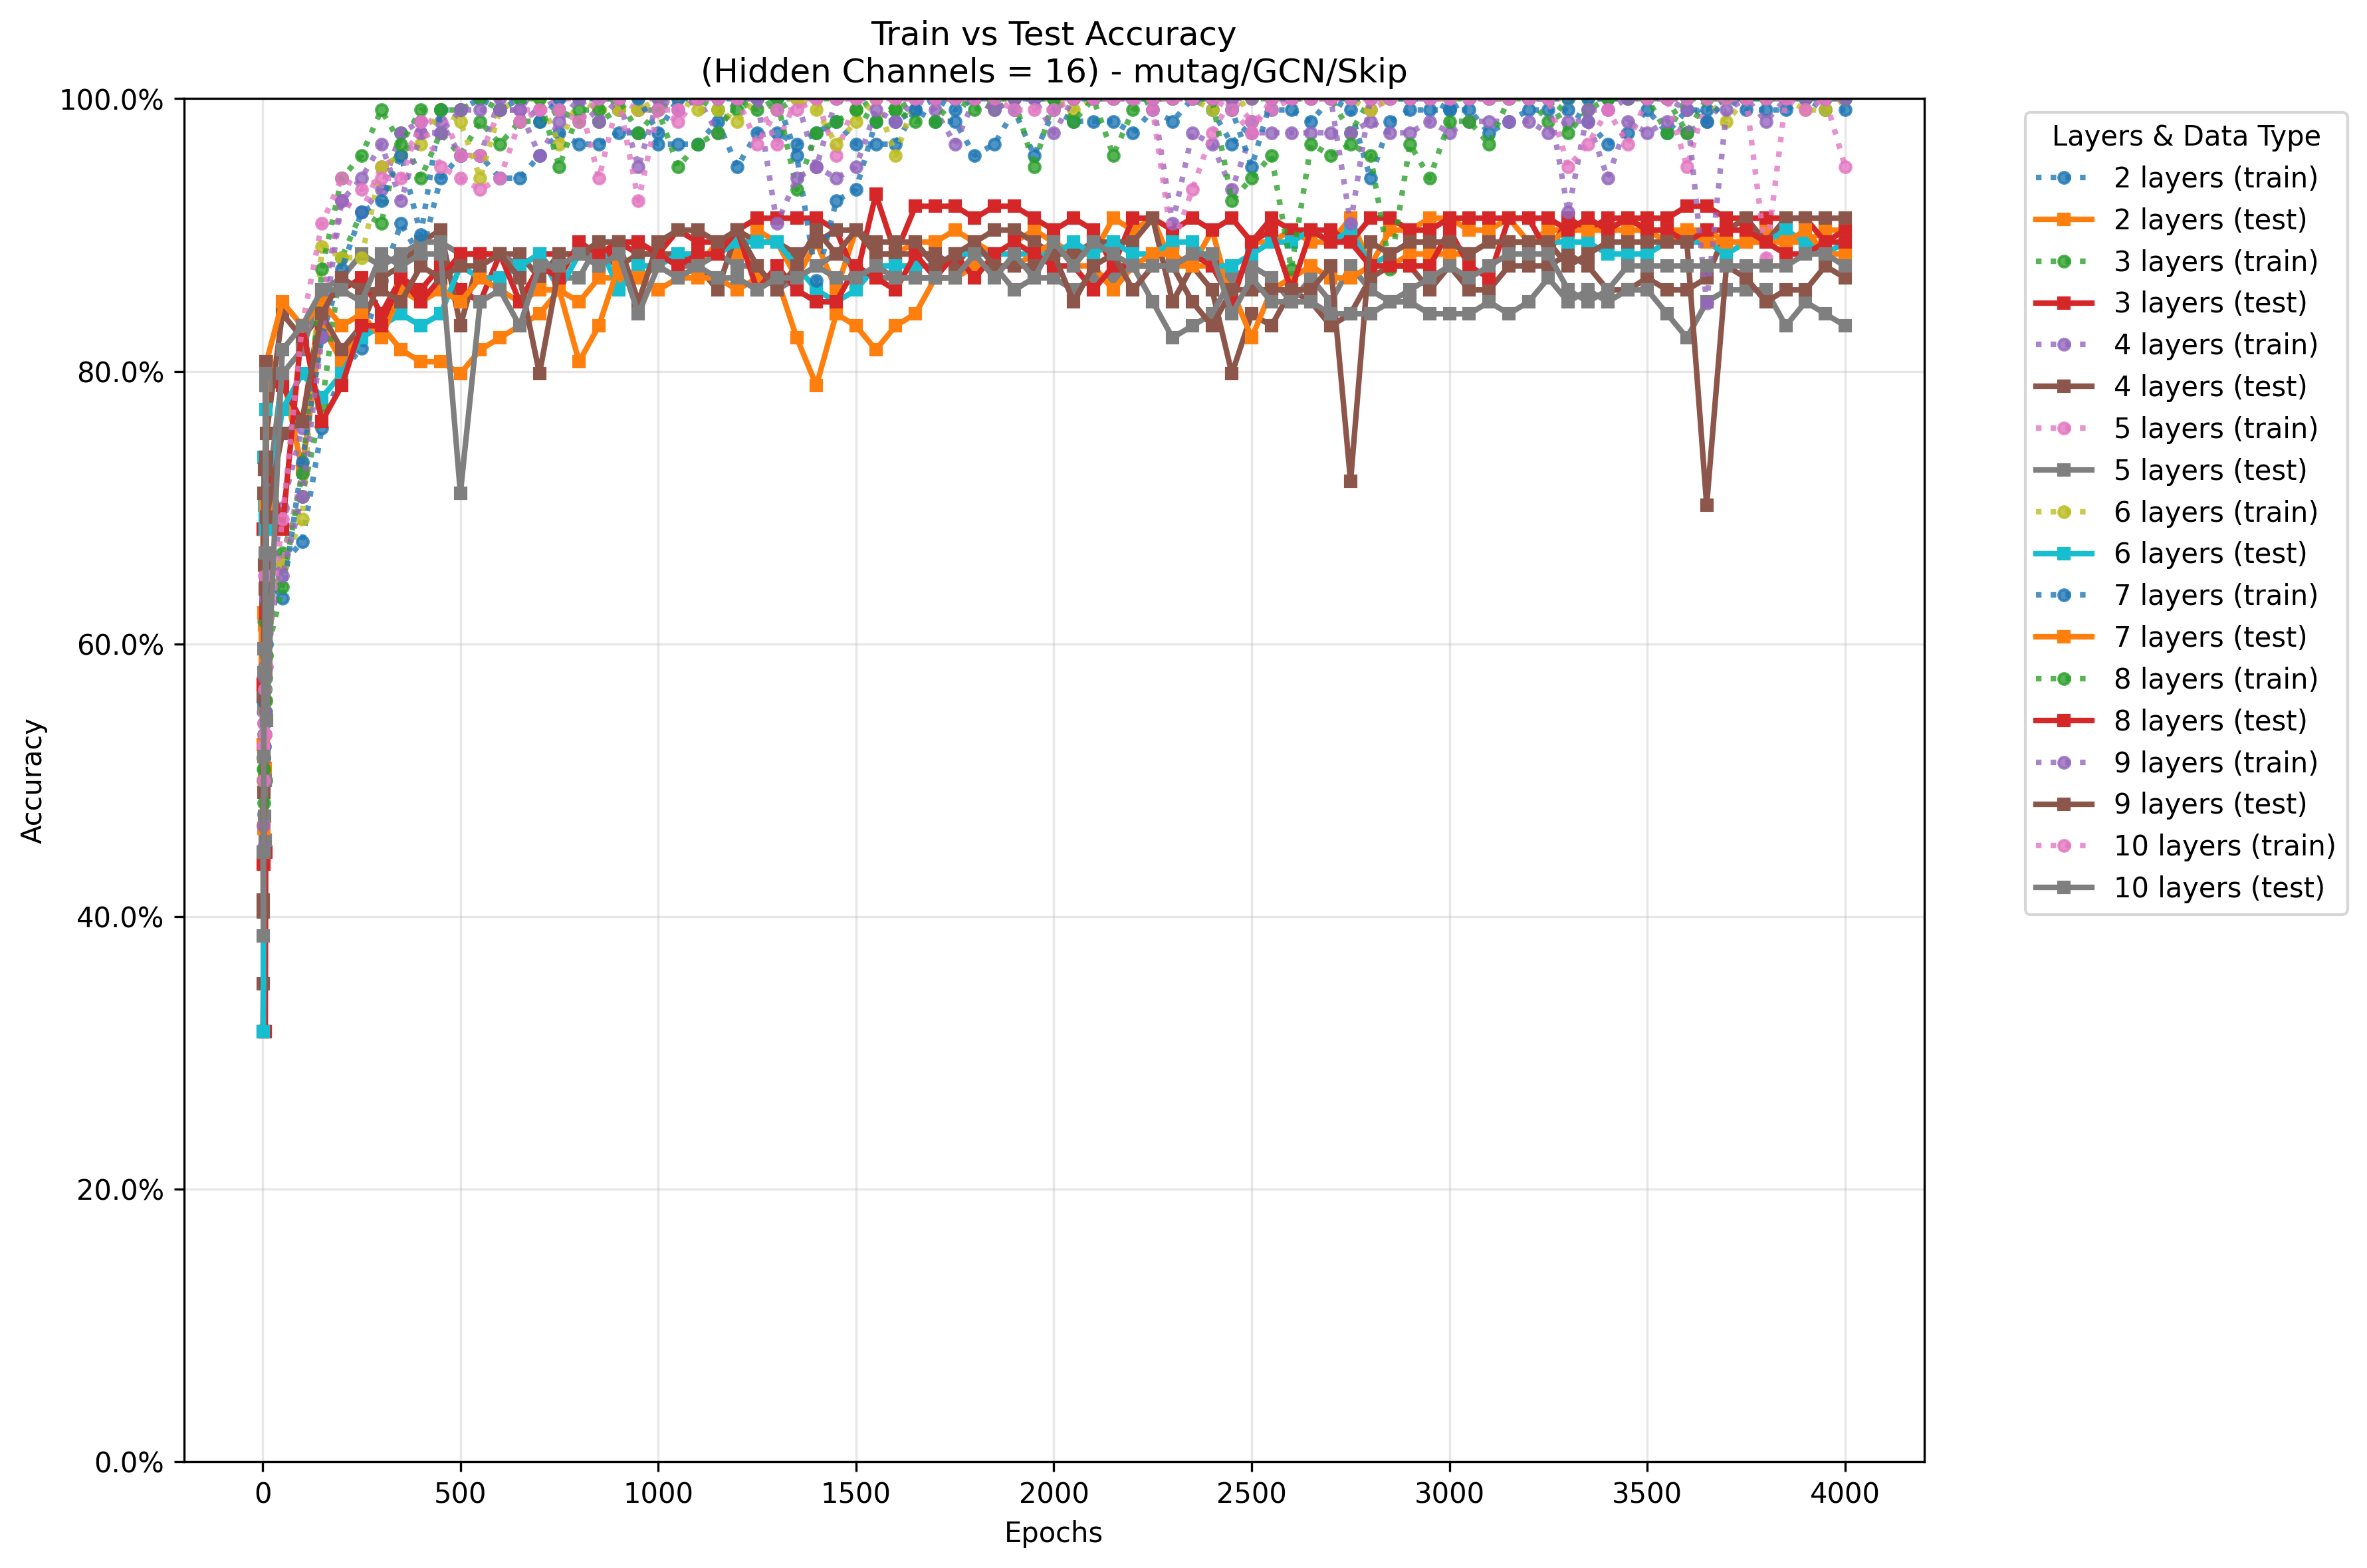 Train vs Test Accuracy
(Hidden Channels = 16) - mutag/GCN/Skip
100.0%
80.0%
60.0%
40.0%
20.0%
0.0%
Accuracy
0
500
1000
1500
2000
2500
3000
3500
4000
Epochs
Layers & Data Type
2 layers (train)
2 layers (test)
3 layers (train)
3 layers (test)
4 layers (train)
4 layers (test)
5 layers (train)
5 layers (test)
6 layers (train)
6 layers (test)
7 layers (train)
7 layers (test)
8 layers (train)
8 layers (test)
9 layers (train)
9 layers (test)
10 layers (train)
10 layers (test)